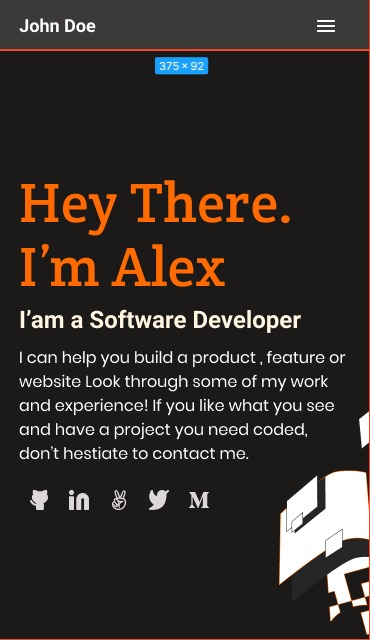 John Doe
375 × 92
Hey There.
I’m Alex
I’am a Software Developer
I can help you build a product , feature or
website Look through some of my work
and experience! If you like what you see
and have a project you need coded,
don’t hestiate to contact me.